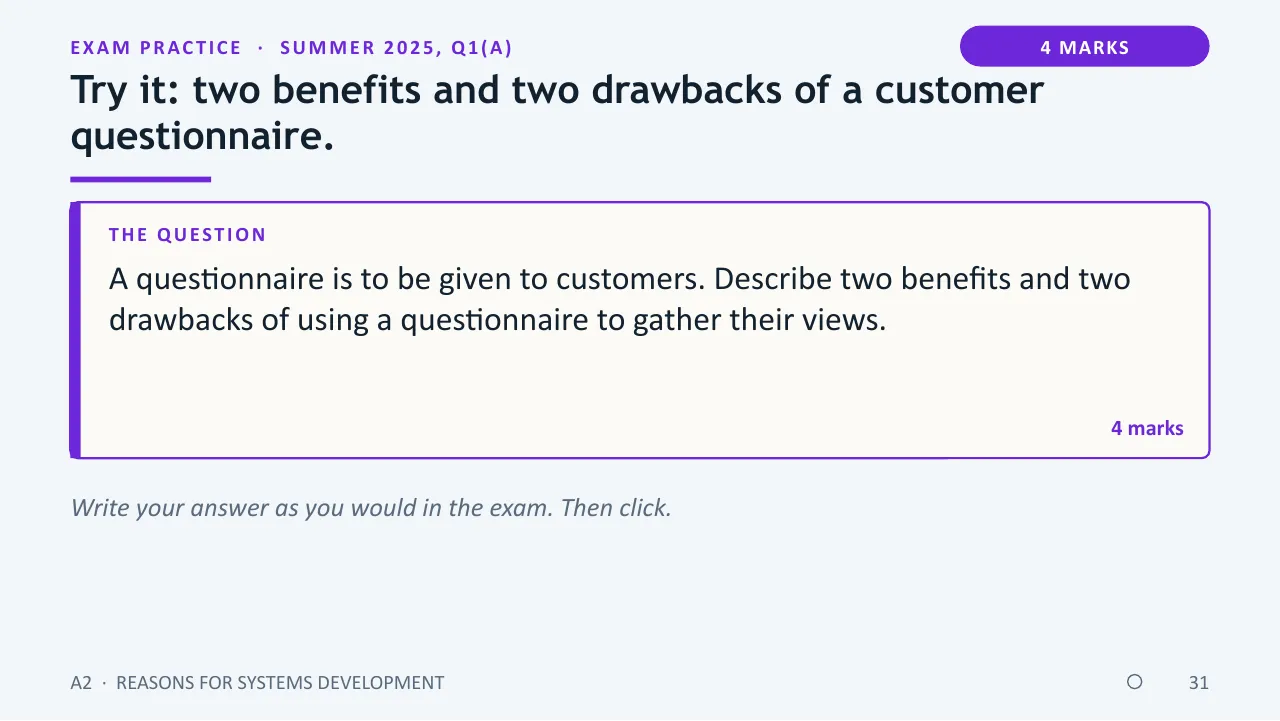 EXAM PRACTICE · SUMMER 2025, Q1(A)
4 MARKS
Try it: two benefits and two drawbacks of a customer
questionnaire.
THE QUESTION
A questionnaire is to be given to customers. Describe two benefits and two
drawbacks of using a questionnaire to gather their views.
4 marks
Write your answer as you would in the exam. Then click.
A2 · REASONS FOR SYSTEMS DEVELOPMENT
31